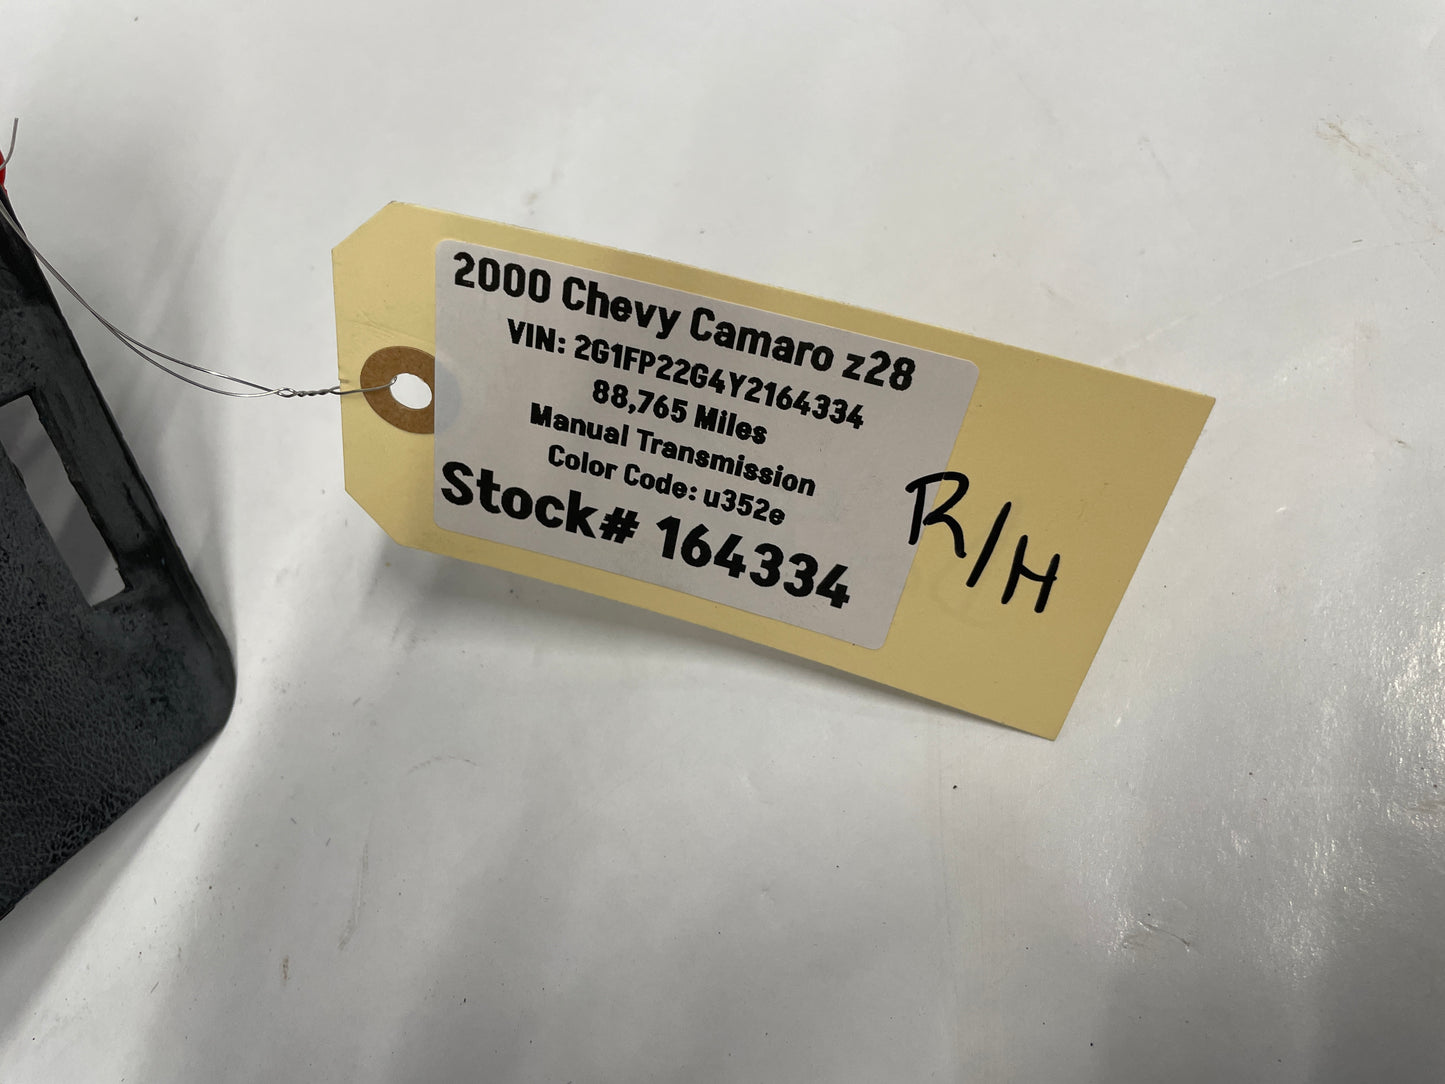 2000 Chevy Camaro z28
VIN: 2G1FP22G4Y2164334
88,765 Miles
Manual Transmission
Color Code: u352e
Stock# 164334
R/H